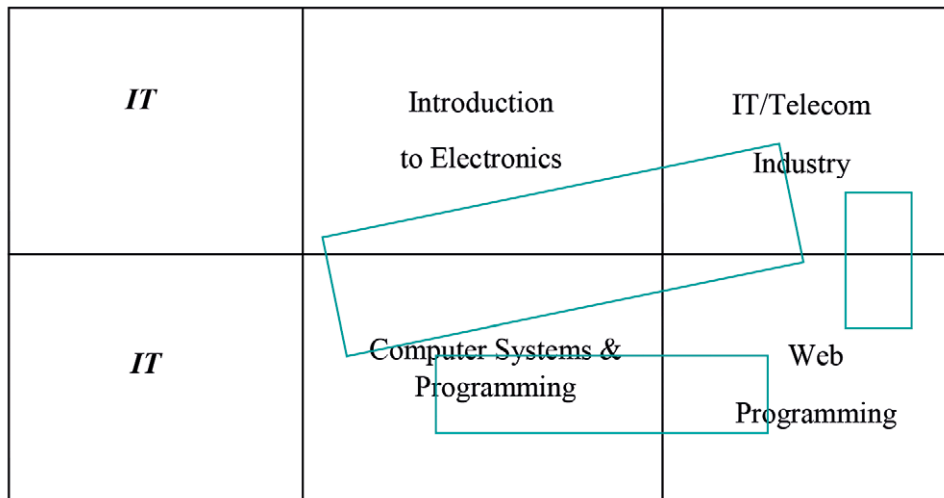 IT
Introduction
to Electronics
IT/Telecom
Industry
IT
Computer Systems &
Programming
Web
Programming